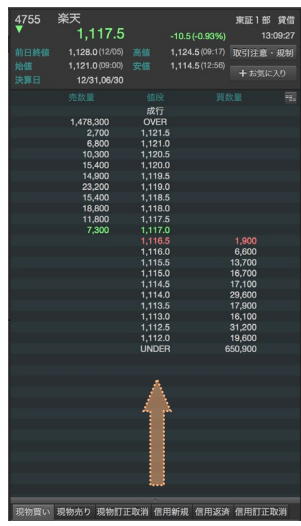 4755 楽天 東証1部 貸借
▼ 1,117.5 -10.5(-0.93%) 13:09:27
前日終値 1,128.0(12/05) 高値 1,124.5(09:17) 取引注意・規制
始値 1,121.0(09:00) 安値 1,114.5(12:56)
決算日 12/31,06/30 +お気に入り
売数量 値段 買数量
成行
1,478,300 OVER
2,700 1,121.5
6,800 1,121.0
10,300 1,120.5
15,400 1,120.0
14,900 1,119.5
23,200 1,119.0
15,400 1,118.5
18,800 1,118.0
11,800 1,117.5
7,300 1,117.0
1,116.5 1,900
1,116.0 6,600
1,115.5 13,700
1,115.0 16,700
1,114.5 17,100
1,114.0 29,600
1,113.5 17,900
1,113.0 16,100
1,112.5 31,200
1,112.0 19,600
UNDER 650,900
現物買い 現物売り 現物訂正取消 信用新規 信用返済 信用訂正取消